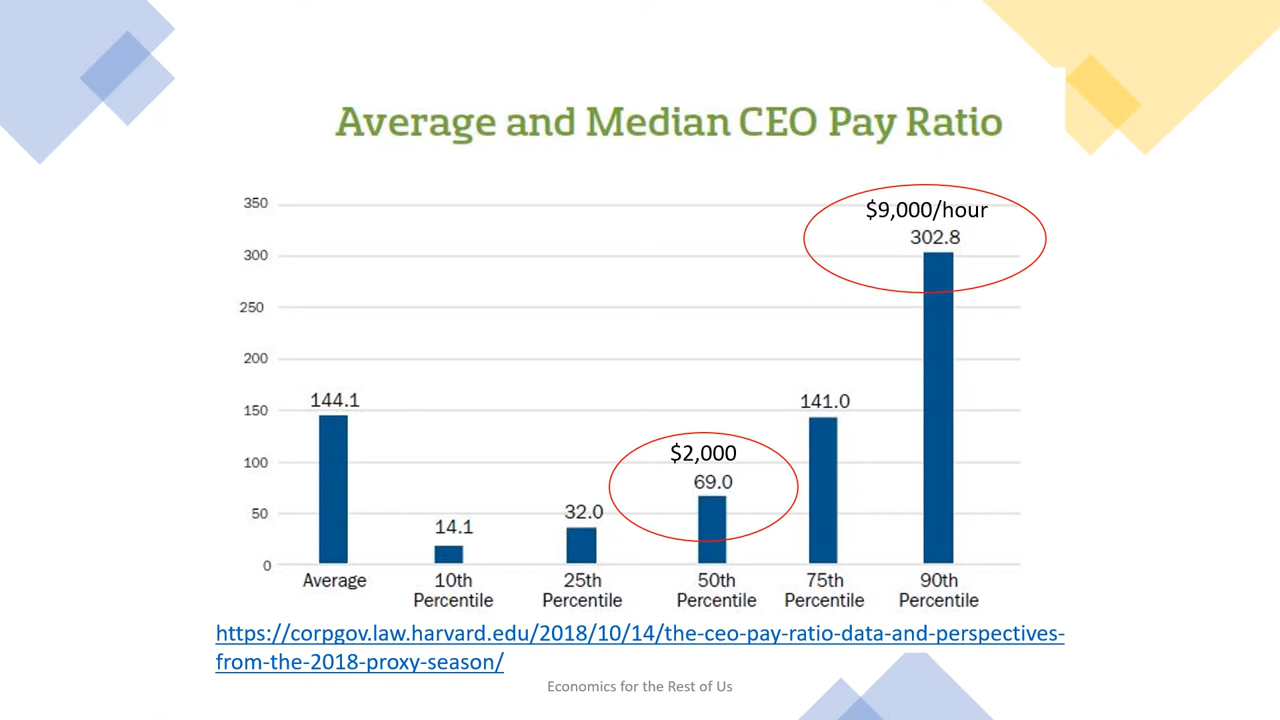 Average and Median CEO Pay Ratio
350
300
250
200
150
100
50
0
144.1
14.1
32.0
$2,000
69.0
141.0
$9,000/hour
302.8
Average
10th
Percentile
25th
Percentile
50th
Percentile
75th
Percentile
90th
Percentile
https://corpgov.law.harvard.edu/2018/10/14/the-ceo-pay-ratio-data-and-perspectives-
from-the-2018-proxy-season/
Economics for the Rest of Us